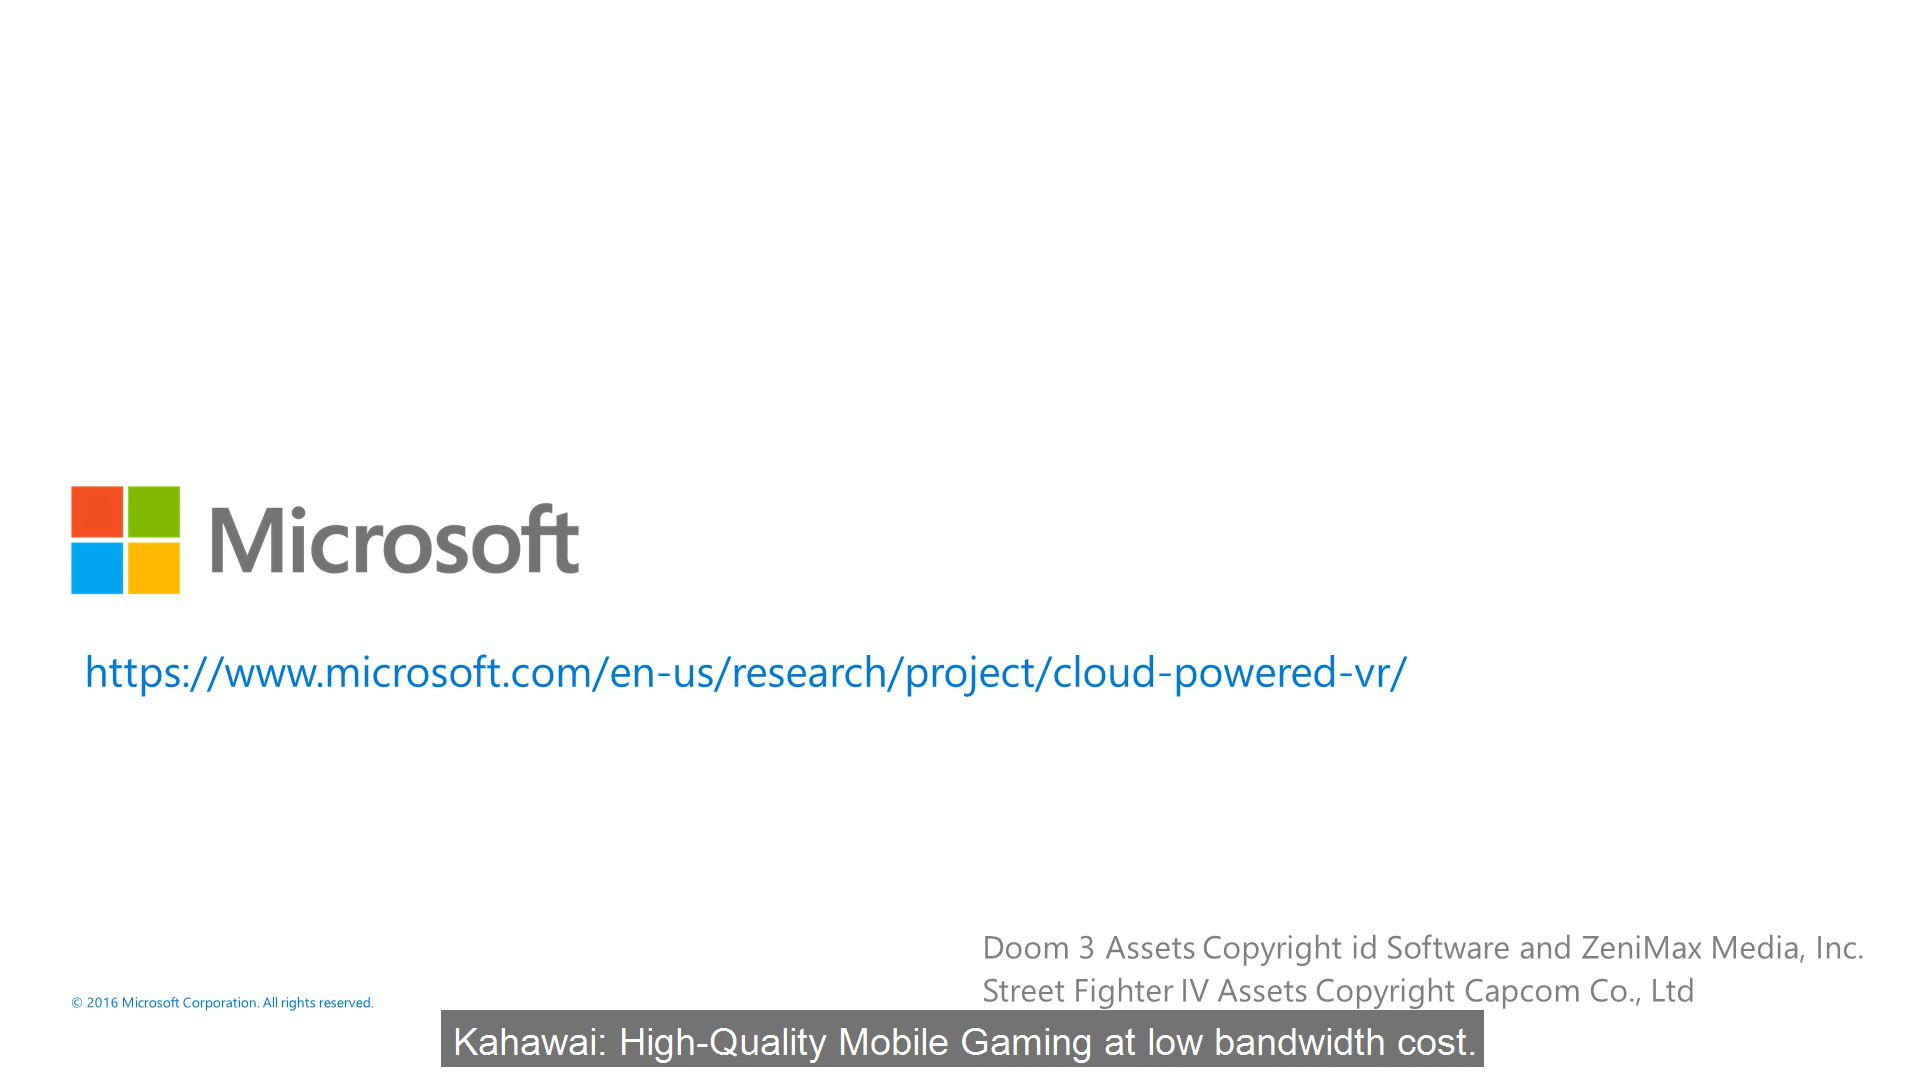 Microsoft
https://www.microsoft.com/en-us/research/project/cloud-powered-vr/
Doom 3 Assets Copyright id Software and ZeniMax Media, Inc.
Street Fighter IV Assets Copyright Capcom Co., Ltd
© 2016 Microsoft Corporation. All rights reserved.
Kahawai: High-Quality Mobile Gaming at low bandwidth cost.